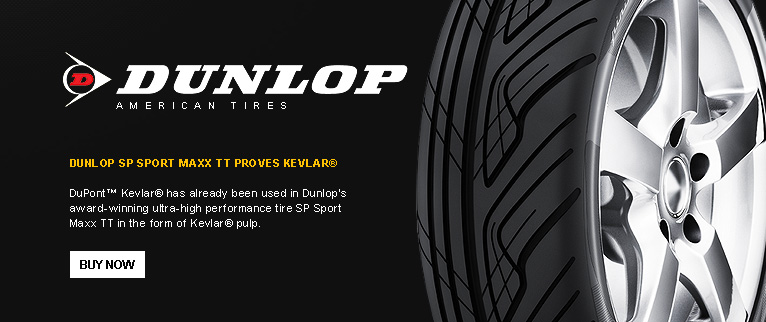 DUNLOP
AMERICAN TIRES
DUNLOP SP SPORT MAXX TT PROVES KEVLAR®
DuPont™ Kevlar® has already been used in Dunlop's
award-winning ultra-high performance tire SP Sport
Maxx TT in the form of Kevlar® pulp.
BUY NOW